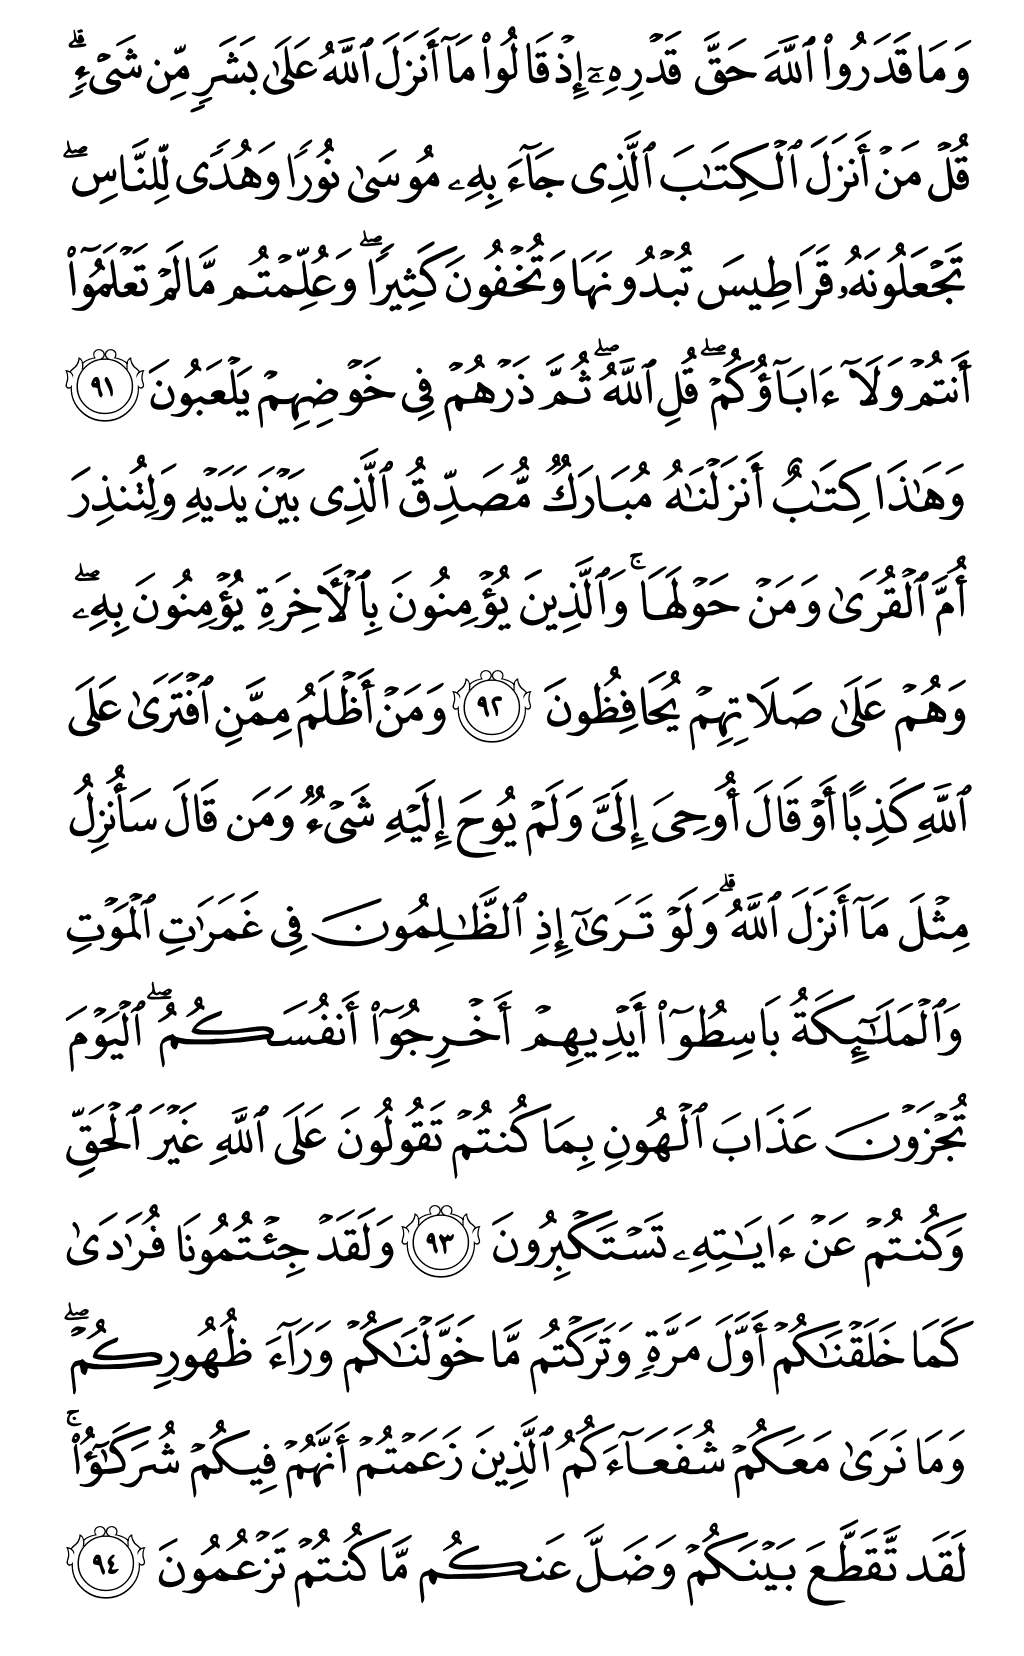 وَمَا قَدَرُوا۟ ٱللَّهَ حَقَّ قَدْرِهِۦٓ إِذْ قَالُوا۟ مَآ أَنزَلَ ٱللَّهُ عَلَىٰ بَشَرٍ مِّن شَىْءٍ ۗ
قُلْ مَنْ أَنزَلَ ٱلْكِتَـٰبَ ٱلَّذِى جَآءَ بِهِۦ مُوسَىٰ نُورًا وَهُدًى لِّلنَّاسِ ۖ
تَجْعَلُونَهُۥ قَرَاطِيسَ تُبْدُونَهَا وَتُخْفُونَ كَثِيرًا ۖ وَعُلِّمْتُم مَّا لَمْ تَعْلَمُوٓا۟
أَنتُمْ وَلَآ ءَابَآؤُكُمْ ۖ قُلِ ٱللَّهُ ۖ ثُمَّ ذَرْهُمْ فِى خَوْضِهِمْ يَلْعَبُونَ ٩١
وَهَـٰذَا كِتَـٰبٌ أَنزَلْنَـٰهُ مُبَارَكٌ مُّصَدِّقُ ٱلَّذِى بَيْنَ يَدَيْهِ وَلِتُنذِرَ
أُمَّ ٱلْقُرَىٰ وَمَنْ حَوْلَهَا ۚ وَٱلَّذِينَ يُؤْمِنُونَ بِٱلْـَٔاخِرَةِ يُؤْمِنُونَ بِهِۦ ۖ
وَهُمْ عَلَىٰ صَلَاتِهِمْ يُحَافِظُونَ ٩٢ وَمَنْ أَظْلَمُ مِمَّنِ ٱفْتَرَىٰ عَلَى
ٱللَّهِ كَذِبًا أَوْ قَالَ أُوحِىَ إِلَىَّ وَلَمْ يُوحَ إِلَيْهِ شَىْءٌ وَمَن قَالَ سَأُنزِلُ
مِثْلَ مَآ أَنزَلَ ٱللَّهُ ۗ وَلَوْ تَرَىٰٓ إِذِ ٱلظَّـٰلِمُونَ فِى غَمَرَٰتِ ٱلْمَوْتِ
وَٱلْمَلَـٰٓئِكَةُ بَاسِطُوٓا۟ أَيْدِيهِمْ أَخْرِجُوٓا۟ أَنفُسَكُمُ ۖ ٱلْيَوْمَ
تُجْزَوْنَ عَذَابَ ٱلْهُونِ بِمَا كُنتُمْ تَقُولُونَ عَلَى ٱللَّهِ غَيْرَ ٱلْحَقِّ
وَكُنتُمْ عَنْ ءَايَـٰتِهِۦ تَسْتَكْبِرُونَ ٩٣ وَلَقَدْ جِئْتُمُونَا فُرَٰدَىٰ
كَمَا خَلَقْنَـٰكُمْ أَوَّلَ مَرَّةٍ وَتَرَكْتُم مَّا خَوَّلْنَـٰكُمْ وَرَآءَ ظُهُورِكُمْ ۖ
وَمَا نَرَىٰ مَعَكُمْ شُفَعَآءَكُمُ ٱلَّذِينَ زَعَمْتُمْ أَنَّهُمْ فِيكُمْ شُرَكَـٰٓؤُا۟ ۚ
لَقَد تَّقَطَّعَ بَيْنَكُمْ وَضَلَّ عَنكُم مَّا كُنتُمْ تَزْعُمُونَ ٩٤